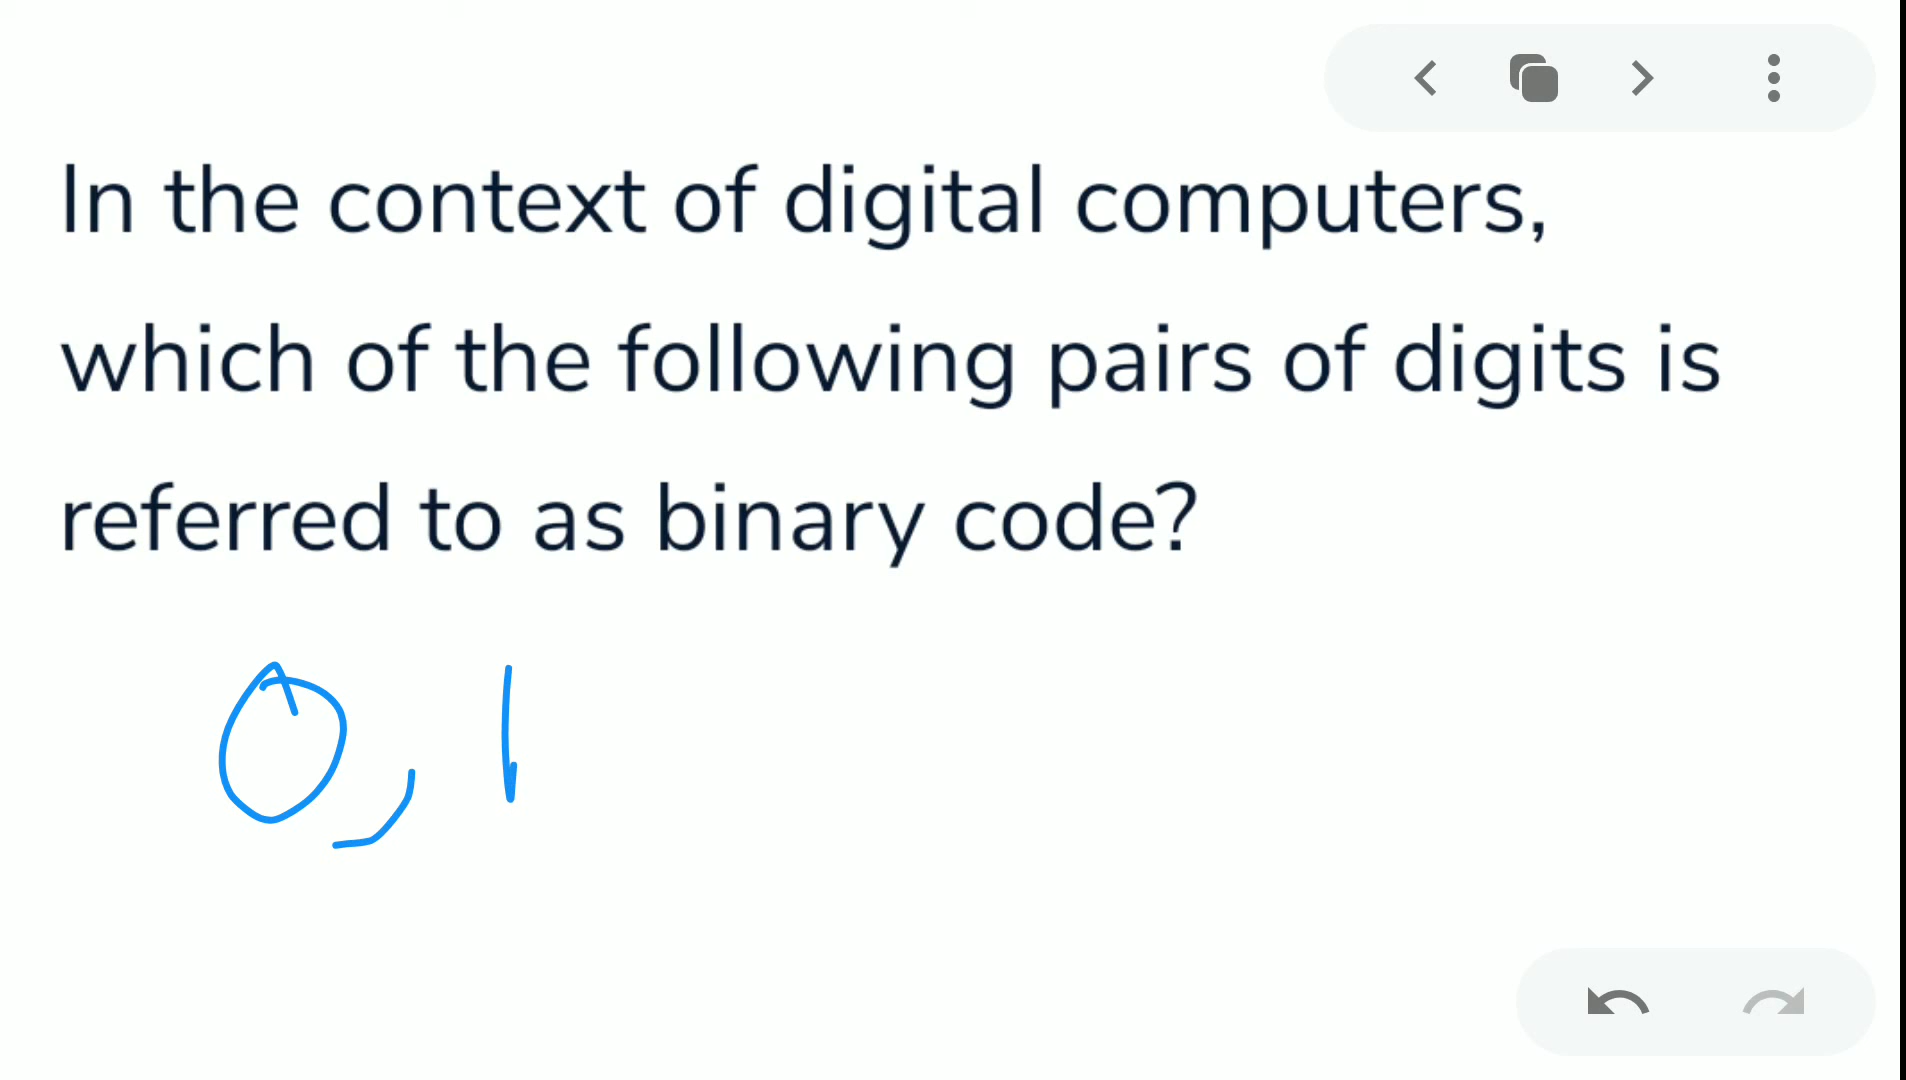 In the context of digital computers,
which of the following pairs of digits is
referred to as binary code?
0, 1